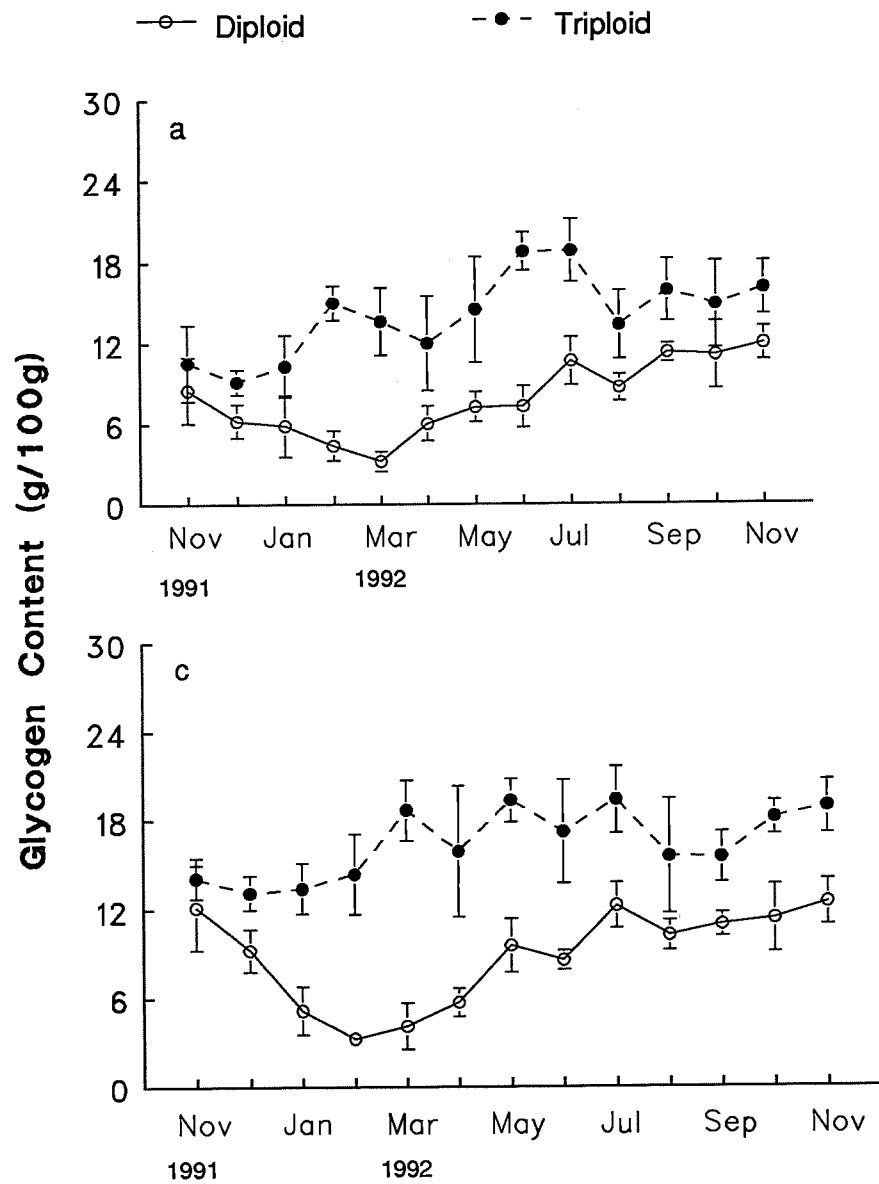 Diploid Triploid
Glycogen Content (g/100g)
a
30
24
18
12
6
0
Nov Jan Mar May Jul Sep Nov
1991 1992
c
30
24
18
12
6
0
Nov Jan Mar May Jul Sep Nov
1991 1992